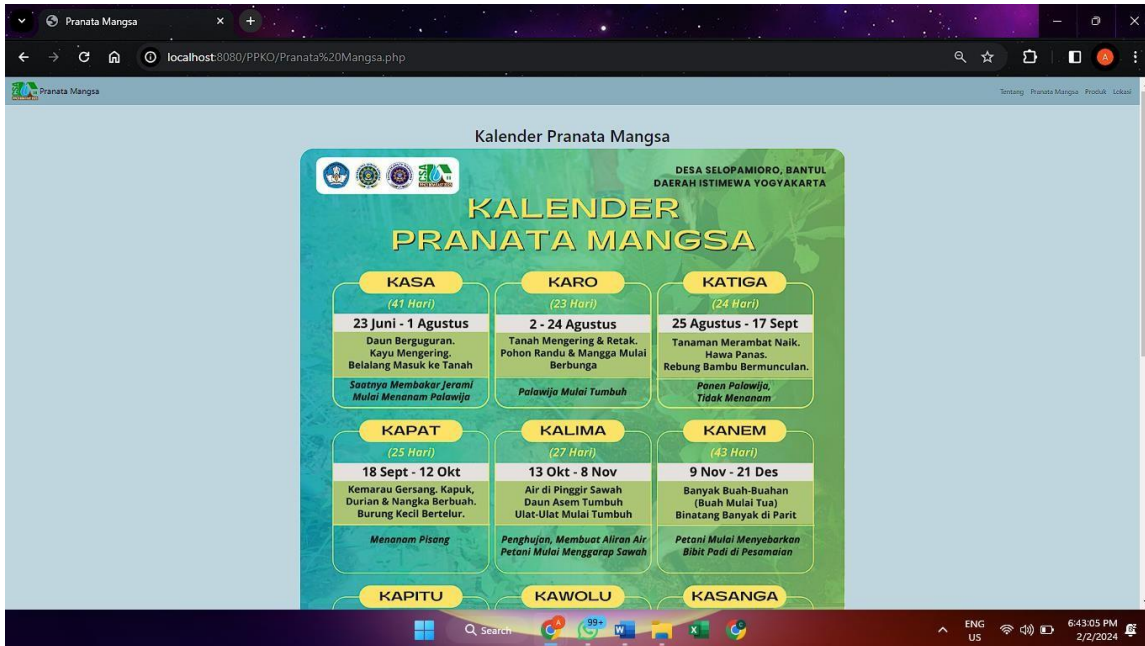 Pranata Mangsa
localhost:8080/PPKO/Pranata%20Mangsa.php
Pranata Mangsa
Tentang Pranata Mangsa Produk Lokasi
Kalender Pranata Mangsa
DESA SELOPAMIORO, BANTUL
DAERAH ISTIMEWA YOGYAKARTA
KALENDER
PRANATA MANGSA
KASA
(41 Hari)
23 Juni - 1 Agustus
Daun Berguguran.
Kayu Mengering.
Belalang Masuk ke Tanah
Saatnya Membakar Jerami
Mulai Menanam Palawija
KARO
(23 Hari)
2 - 24 Agustus
Tanah Mengering & Retak.
Pohon Randu & Mangga Mulai
Berbunga
Palawija Mulai Tumbuh
KATIGA
(24 Hari)
25 Agustus - 17 Sept
Tanaman Merambat Naik.
Hawa Panas.
Rebung Bambu Bermunculan.
Panen Palawija,
Tidak Menanam
KAPAT
(25 Hari)
18 Sept - 12 Okt
Kemarau Gersang. Kapuk,
Durian & Nangka Berbuah.
Burung Kecil Bertelur.
Menanam Pisang
KALIMA
(27 Hari)
13 Okt - 8 Nov
Air di Pinggir Sawah
Daun Asem Tumbuh
Ulat-Ulat Mulai Tumbuh
Penghujan, Membuat Aliran Air
Petani Mulai Menggarap Sawah
KANEM
(43 Hari)
9 Nov - 21 Des
Banyak Buah-Buahan
(Buah Mulai Tua)
Binatang Banyak di Parit
Petani Mulai Menyebarkan
Bibit Padi di Pesamaian
KAPITU
KAWOLU
KASANGA
Search
99+
ENG
US
6:43:05 PM
2/2/2024